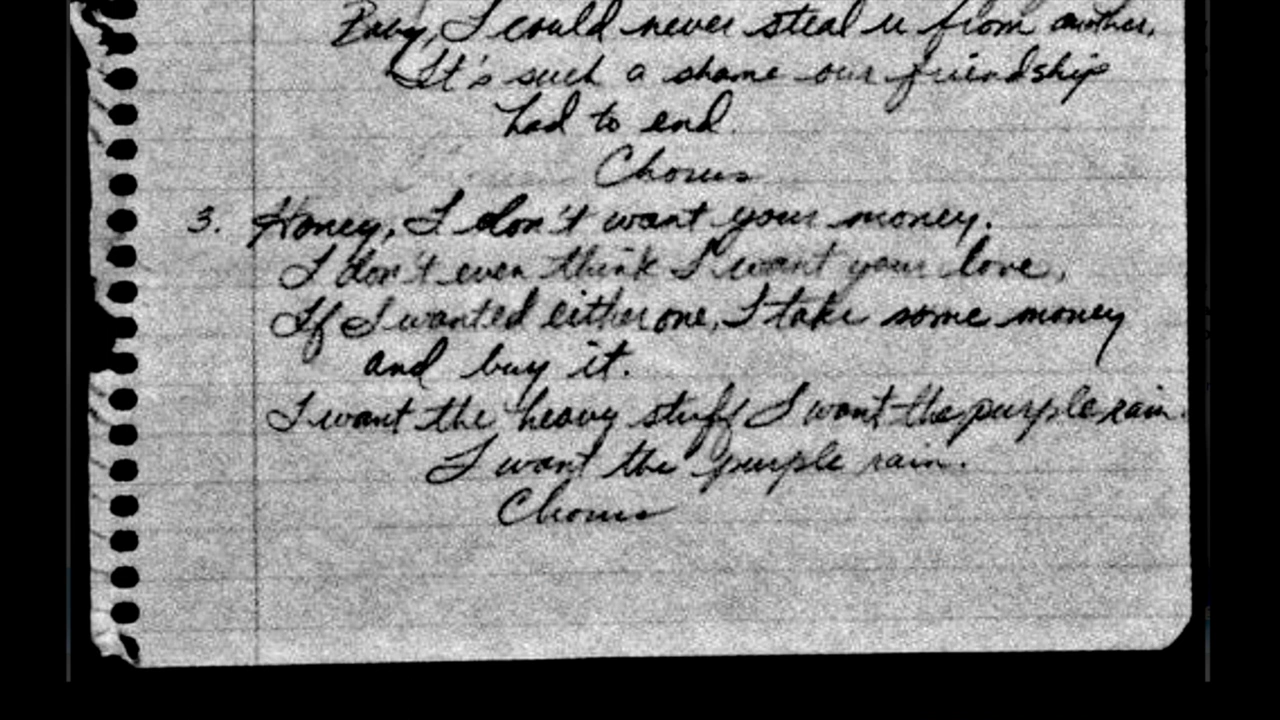 Baby, I could never steal u from another.
It's such a shame our friendship
had to end.
Chorus
3. Honey, I don't want your money.
I don't even think I want your love,
If I wanted either one, I take some money
and buy it.
I want the heavy stuff I want the purple rain.
I want the purple rain.
Chorus